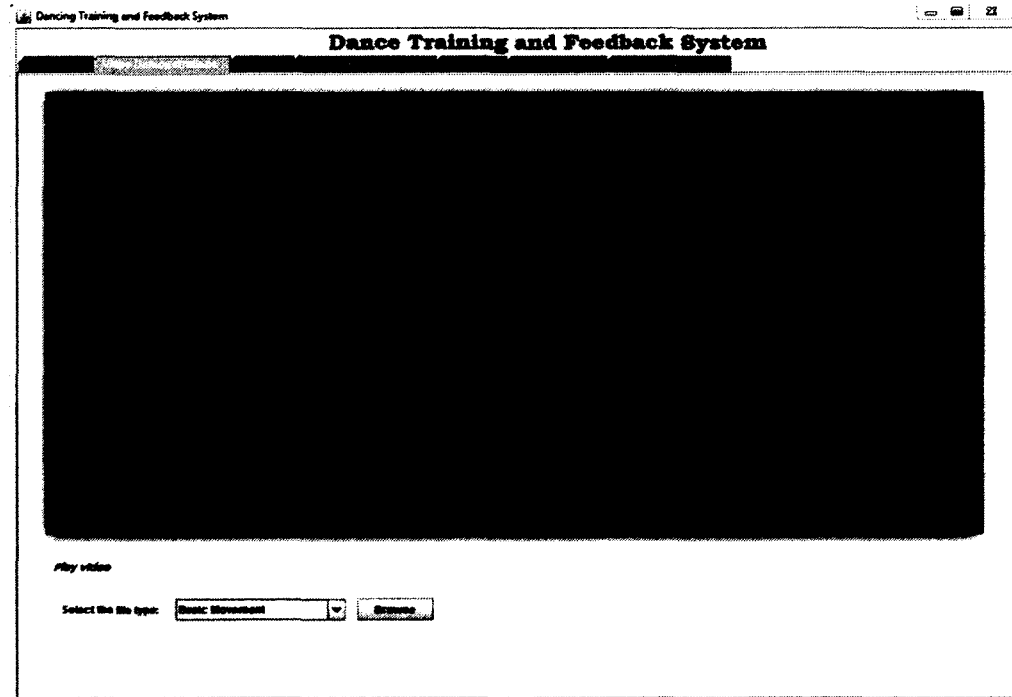 Dancing Training and Feedback System
Dance Training and Feedback System
Play video
Select the file type: Basic Movement Browse